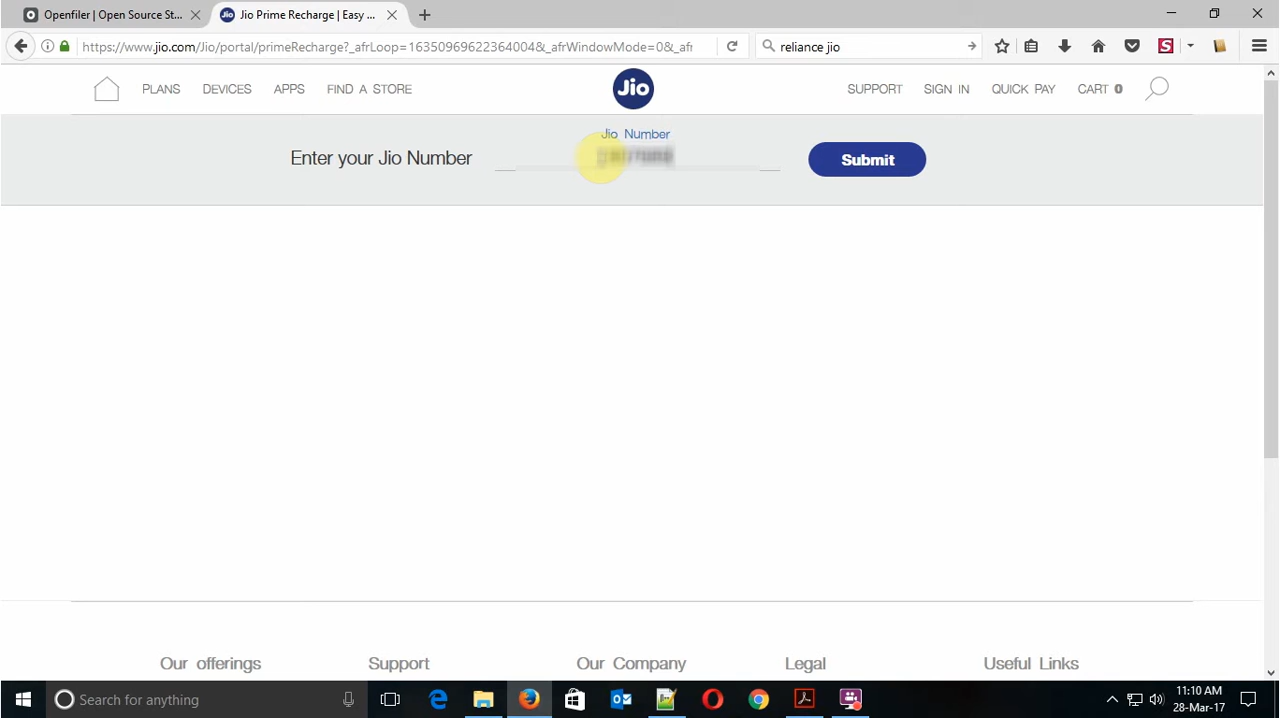 Openfiler | Open Source St...
Jio Prime Recharge | Easy ...
https://www.jio.com/Jio/portal/primeRecharge?_afrLoop=16350969622364004&_afrWindowMode=0&_afr
reliance jio
PLANS DEVICES APPS FIND A STORE Jio SUPPORT SIGN IN QUICK PAY CART 0
Jio Number
Enter your Jio Number
Submit
Our offerings Support Our Company Legal Useful Links
Search for anything
11:10 AM
28-Mar-17